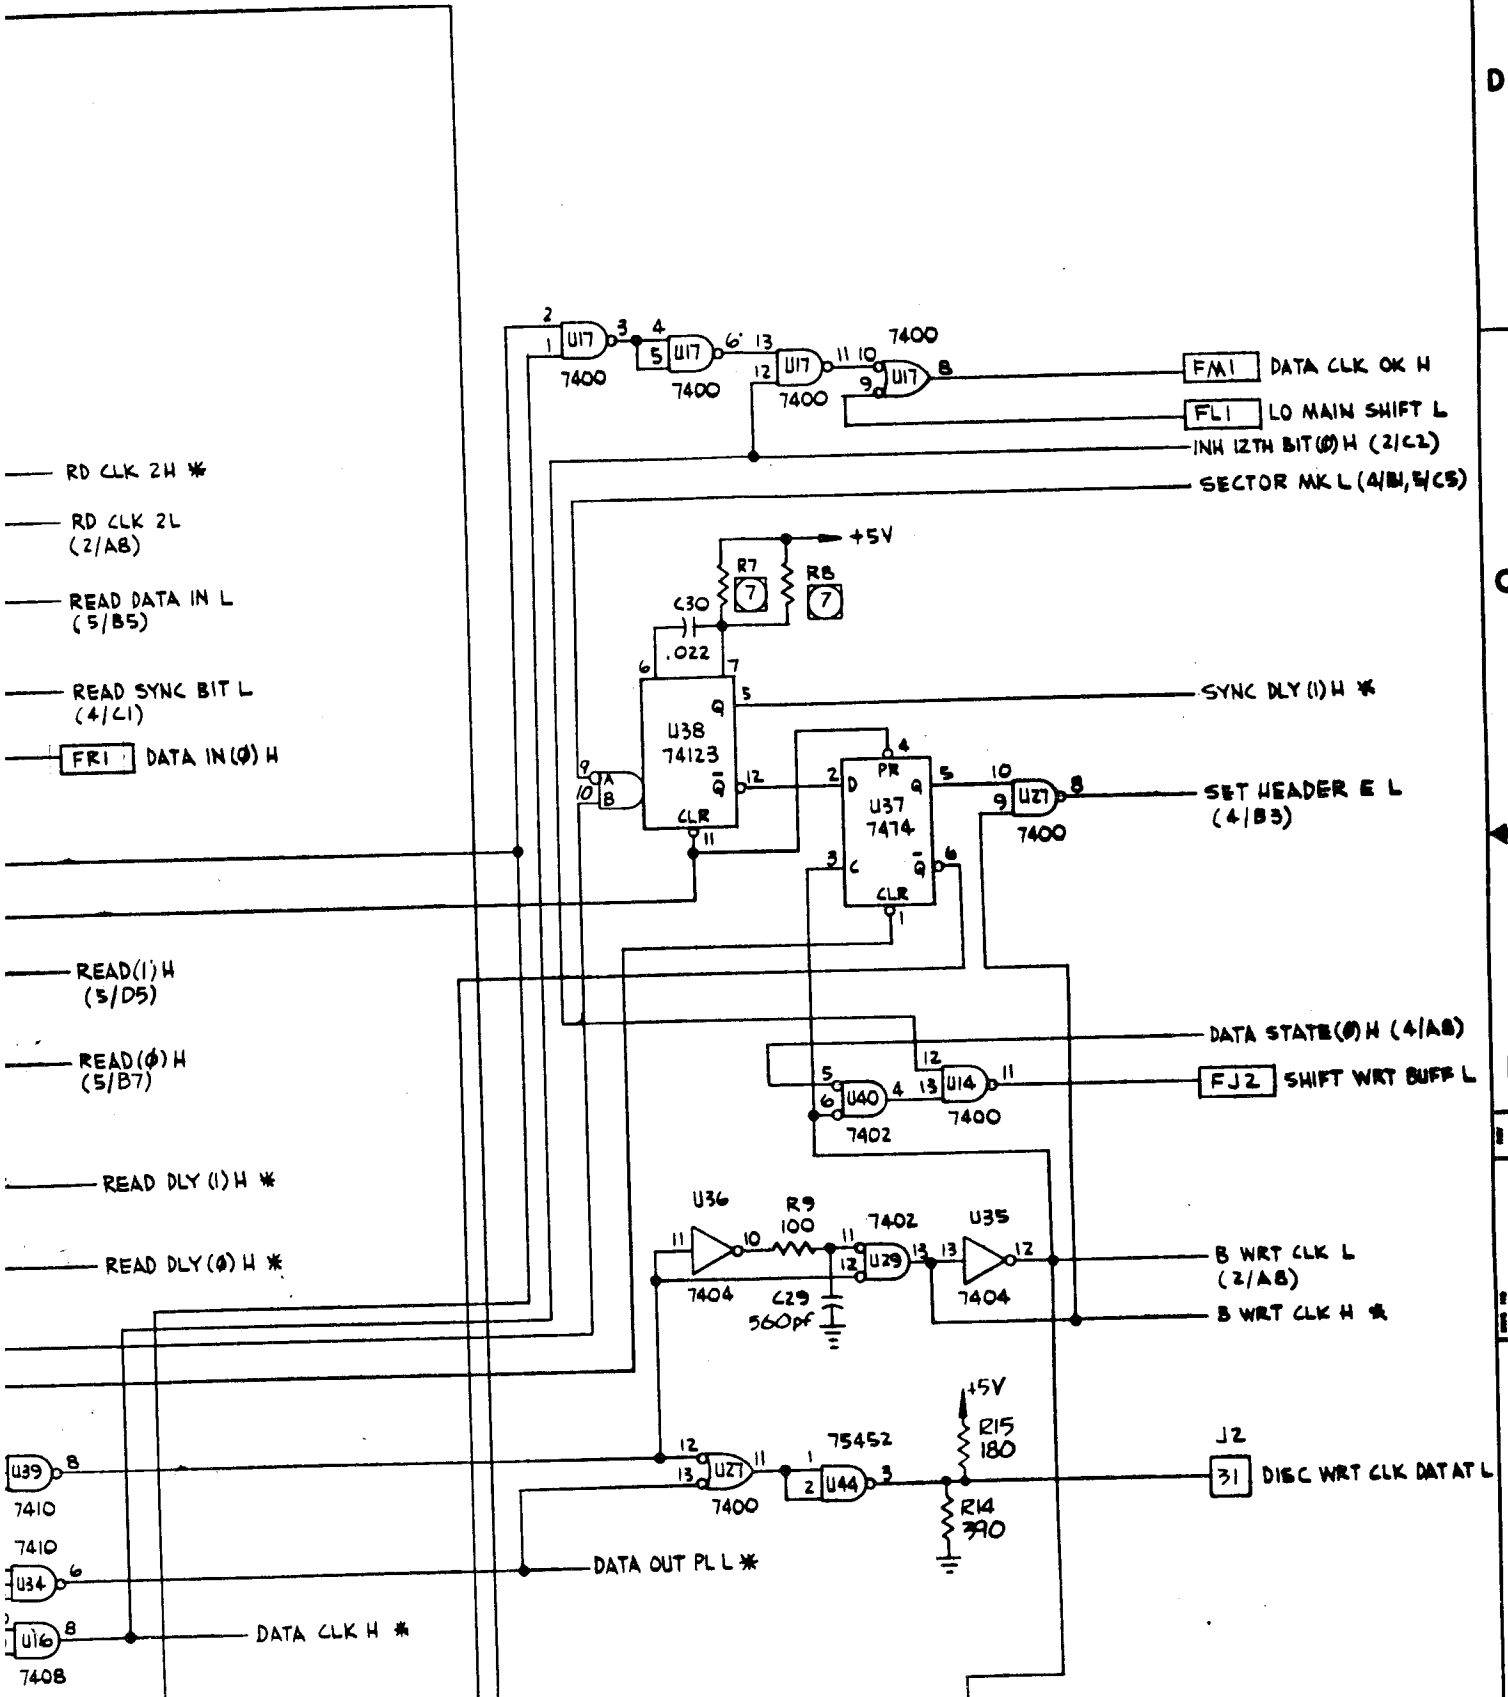 D
2
U17
3
4
1
5
U17
6
13
12
U17
11
10
9
7400
U17
8
7400
7400
7400
FM1 DATA CLK OK H
FL1 LO MAIN SHIFT L
INH 12TH BIT(Ø)H (2/C2)
RD CLK 2H *
RD CLK 2L
(2/A8)
+5V
R7
7
R8
7
C30
.022
C
READ DATA IN L
(5/B5)
6
7
READ SYNC BIT L
(4/C1)
5
Q
SYNC DLY(1)H *
U38
74123
FR1 DATA IN(Ø)H
9
A
10
B
Q
12
CLR
11
4
PR
2
D
Q
5
U37
7474
3
C
Q
6
CLR
1
10
9
U27
8
7400
SET HEADER E L
(4/B3)
READ(1)H
(5/D5)
READ(Ø)H
(5/B7)
DATA STATE(Ø)H (4/A8)
5
6
U40
4
7402
12
13
U14
11
7400
FJ2 SHIFT WRT BUFF L
READ DLY(1)H *
READ DLY(Ø)H *
U36
11
10
7404
R9
100
C29
560pf
7402
11
12
U29
13
U35
13
12
7404
B WRT CLK L
(2/A8)
B WRT CLK H *
+5V
R15
180
R14
390
U39
8
7410
12
13
U27
11
7400
75452
1
2
U44
3
J2
31 DISC WRT CLK DATAT L
7410
U34
6
DATA OUT PL L *
U16
8
7408
DATA CLK H *